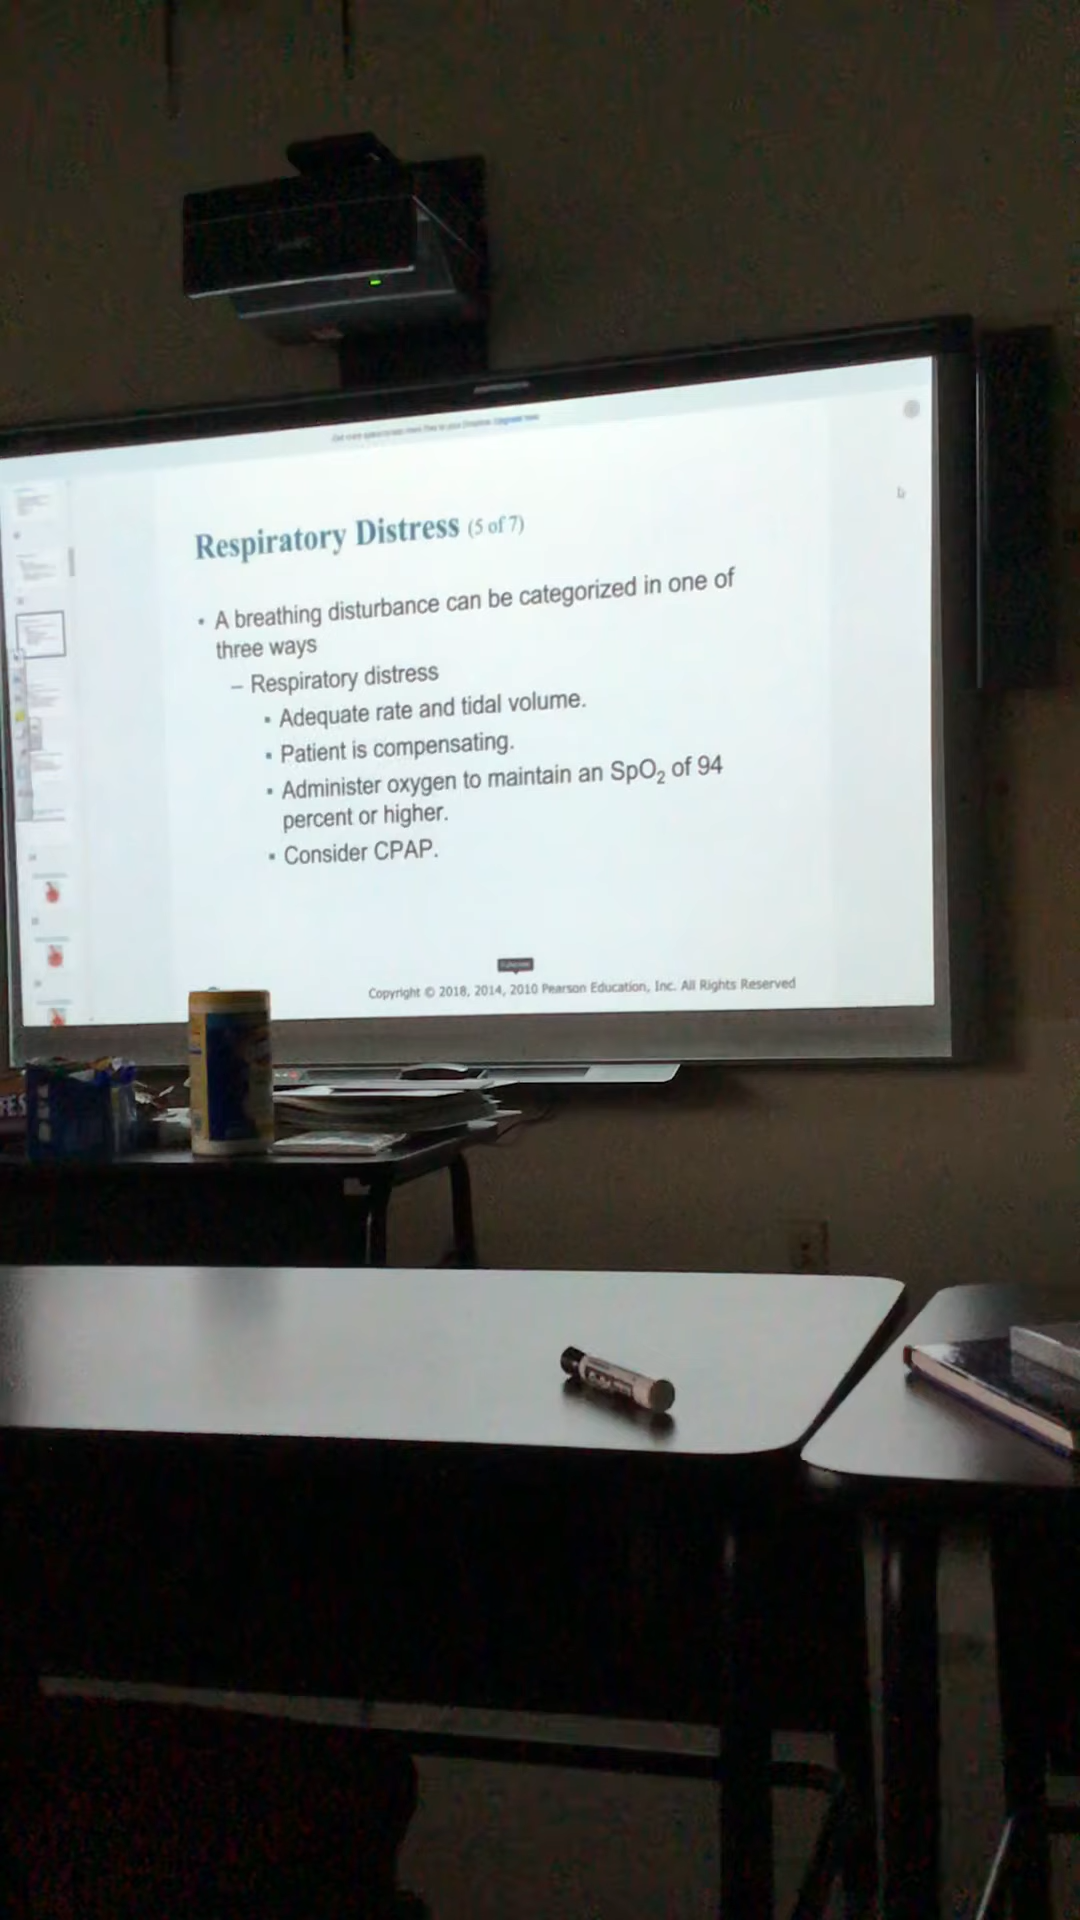 Respiratory Distress (5 of 7)
• A breathing disturbance can be categorized in one of
three ways
– Respiratory distress
▪ Adequate rate and tidal volume.
▪ Patient is compensating.
▪ Administer oxygen to maintain an SpO₂ of 94
percent or higher.
▪ Consider CPAP.
Copyright © 2018, 2014, 2010 Pearson Education, Inc. All Rights Reserved